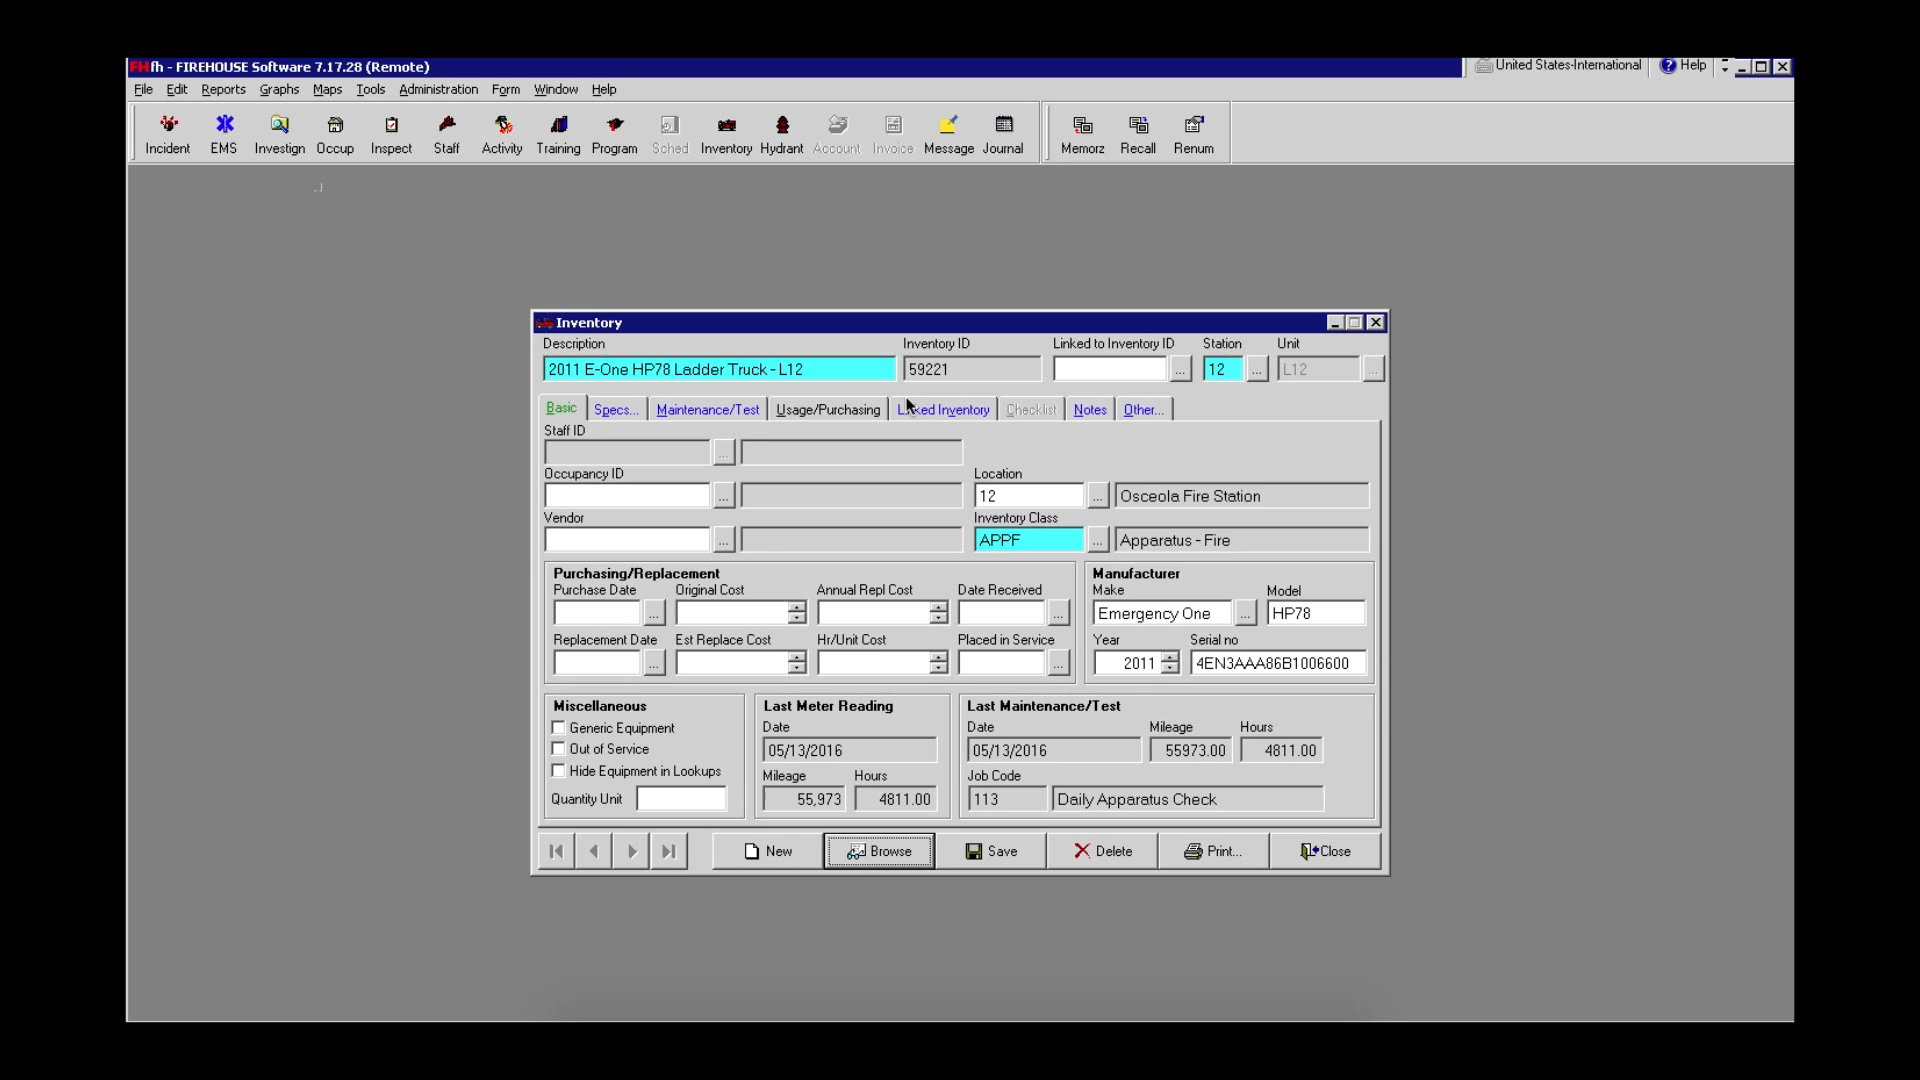 fh - FIREHOUSE Software 7.17.28 (Remote)
United States-International
Help
File Edit Reports Graphs Maps Tools Administration Form Window Help
Incident EMS Investign Occup Inspect Staff Activity Training Program Sched Inventory Hydrant Account Invoice Message Journal Memorz Recall Renum
Inventory
Description Inventory ID Linked to Inventory ID Station Unit
2011 E-One HP78 Ladder Truck - L12 59221 ... 12 ... L12 ...
Basic Specs... Maintenance/Test Usage/Purchasing Linked Inventory Checklist Notes Other...
Staff ID
...
Occupancy ID Location
... 12 ... Osceola Fire Station
Vendor Inventory Class
... APPF ... Apparatus - Fire
Purchasing/Replacement Manufacturer
Purchase Date Original Cost Annual Repl Cost Date Received Make Model
... ... Emergency One ... HP78
Replacement Date Est Replace Cost Hr/Unit Cost Placed in Service Year Serial no
... ... 2011 4EN3AAA86B1006600
Miscellaneous Last Meter Reading Last Maintenance/Test
Generic Equipment Date Date Mileage Hours
Out of Service 05/13/2016 05/13/2016 55973.00 4811.00
Hide Equipment in Lookups Mileage Hours Job Code
Quantity Unit 55,973 4811.00 113 Daily Apparatus Check
New Browse Save Delete Print... Close